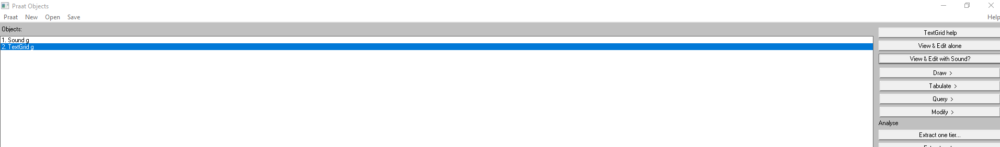 Praat Objects
Praat New Open Save Help
Objects:
1. Sound g
2. TextGrid g
TextGrid help
View & Edit alone
View & Edit with Sound?
Draw >
Tabulate >
Query >
Modify >
Analyse
Extract one tier...